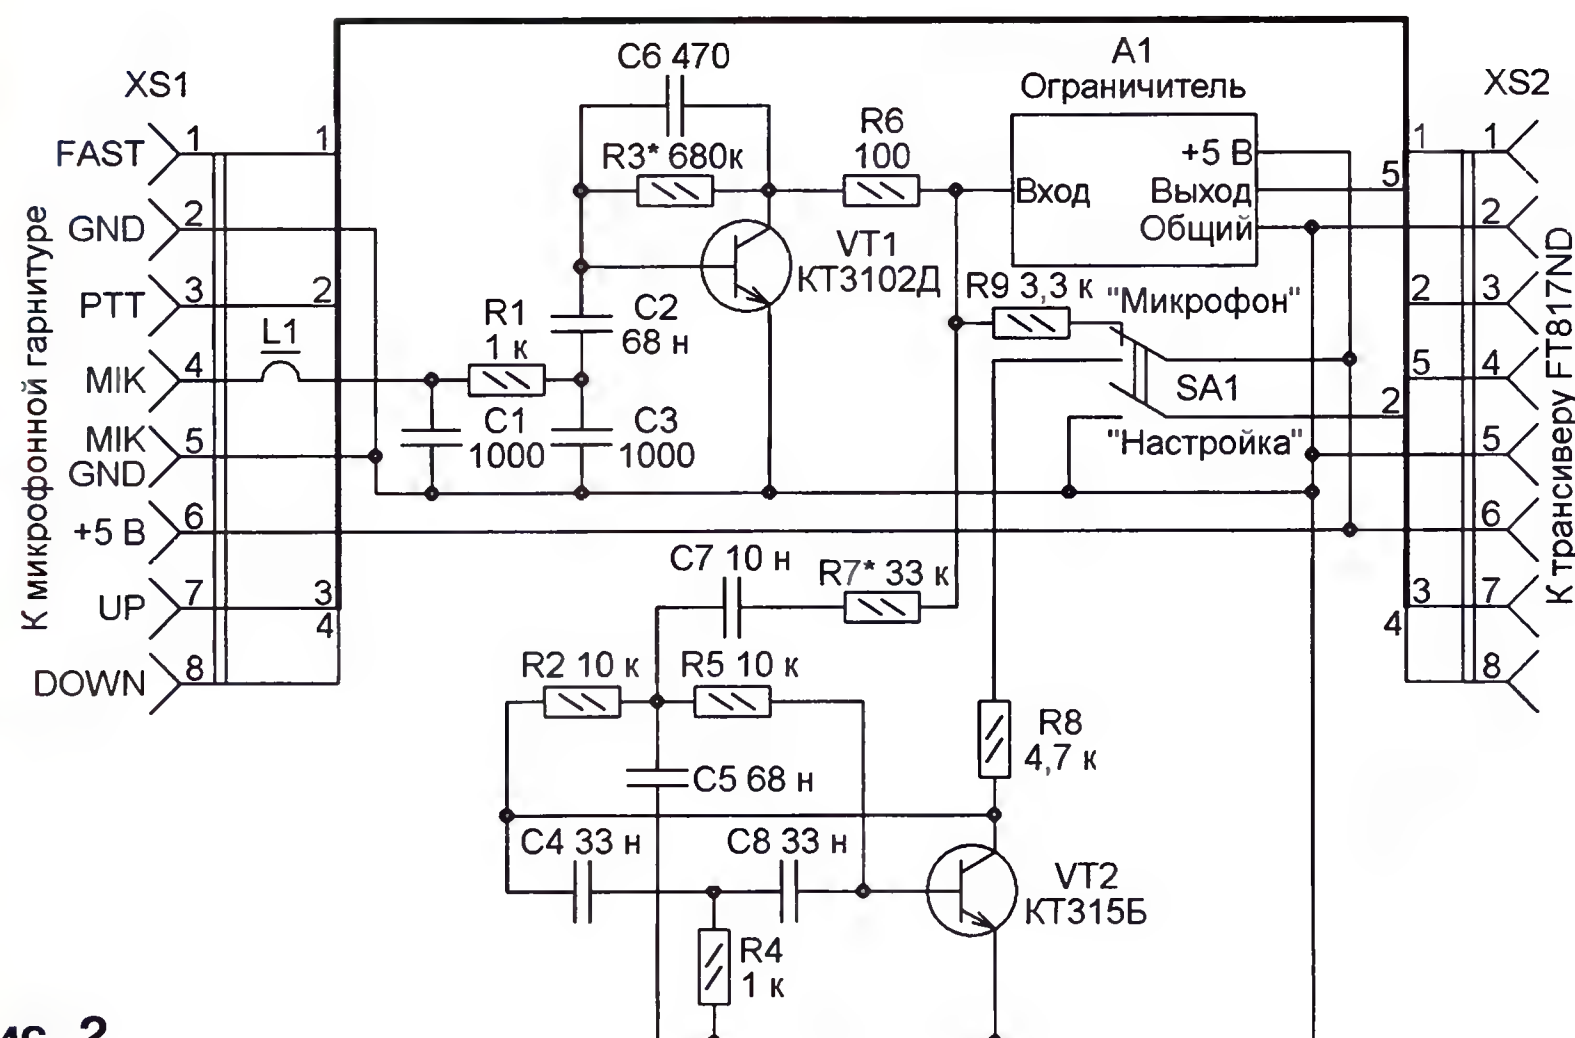 C6 470
A1
Ограничитель
XS1
XS2
FAST
1
1
R3* 680к
R6
100
+5 В
1
1
Вход
Выход
5
GND
2
Общий
2
VT1
КТ3102Д
R9 3,3 к
"Микрофон"
PTT
3
2
2
3
L1
R1
1 к
C2
68 н
MIK
4
5
4
SA1
2
C1
1000
C3
1000
MIK
GND
5
"Настройка"
5
+5 В
6
6
C7 10 н
R7* 33 к
UP
7
3
4
3
4
7
DOWN
8
8
R2 10 к
R5 10 к
R8
4,7 к
C5 68 н
C4 33 н
C8 33 н
VT2
КТ315Б
R4
1 к
К микрофонной гарнитуре
К трансиверу FT817ND
2